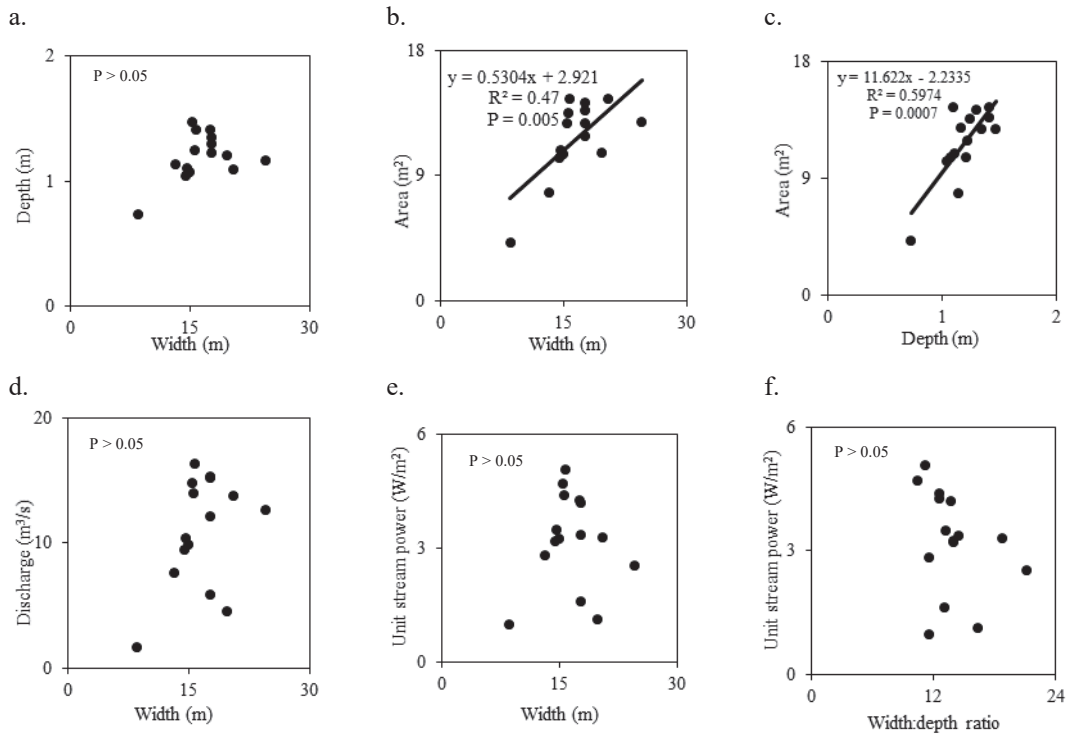 a.
2
P > 0.05
Depth (m)
1
0
0
15
30
Width (m)
b.
18
y = 0.5304x + 2.921
R² = 0.47
P = 0.005
Area (m²)
9
0
0
15
30
Width (m)
c.
18
y = 11.622x - 2.2335
R² = 0.5974
P = 0.0007
Area (m²)
9
0
0
1
2
Depth (m)
d.
20
P > 0.05
Discharge (m³/s)
10
0
0
15
30
Width (m)
e.
6
P > 0.05
Unit stream power (W/m²)
3
0
0
15
30
Width (m)
f.
6
P > 0.05
Unit stream power (W/m²)
3
0
0
12
24
Width:depth ratio